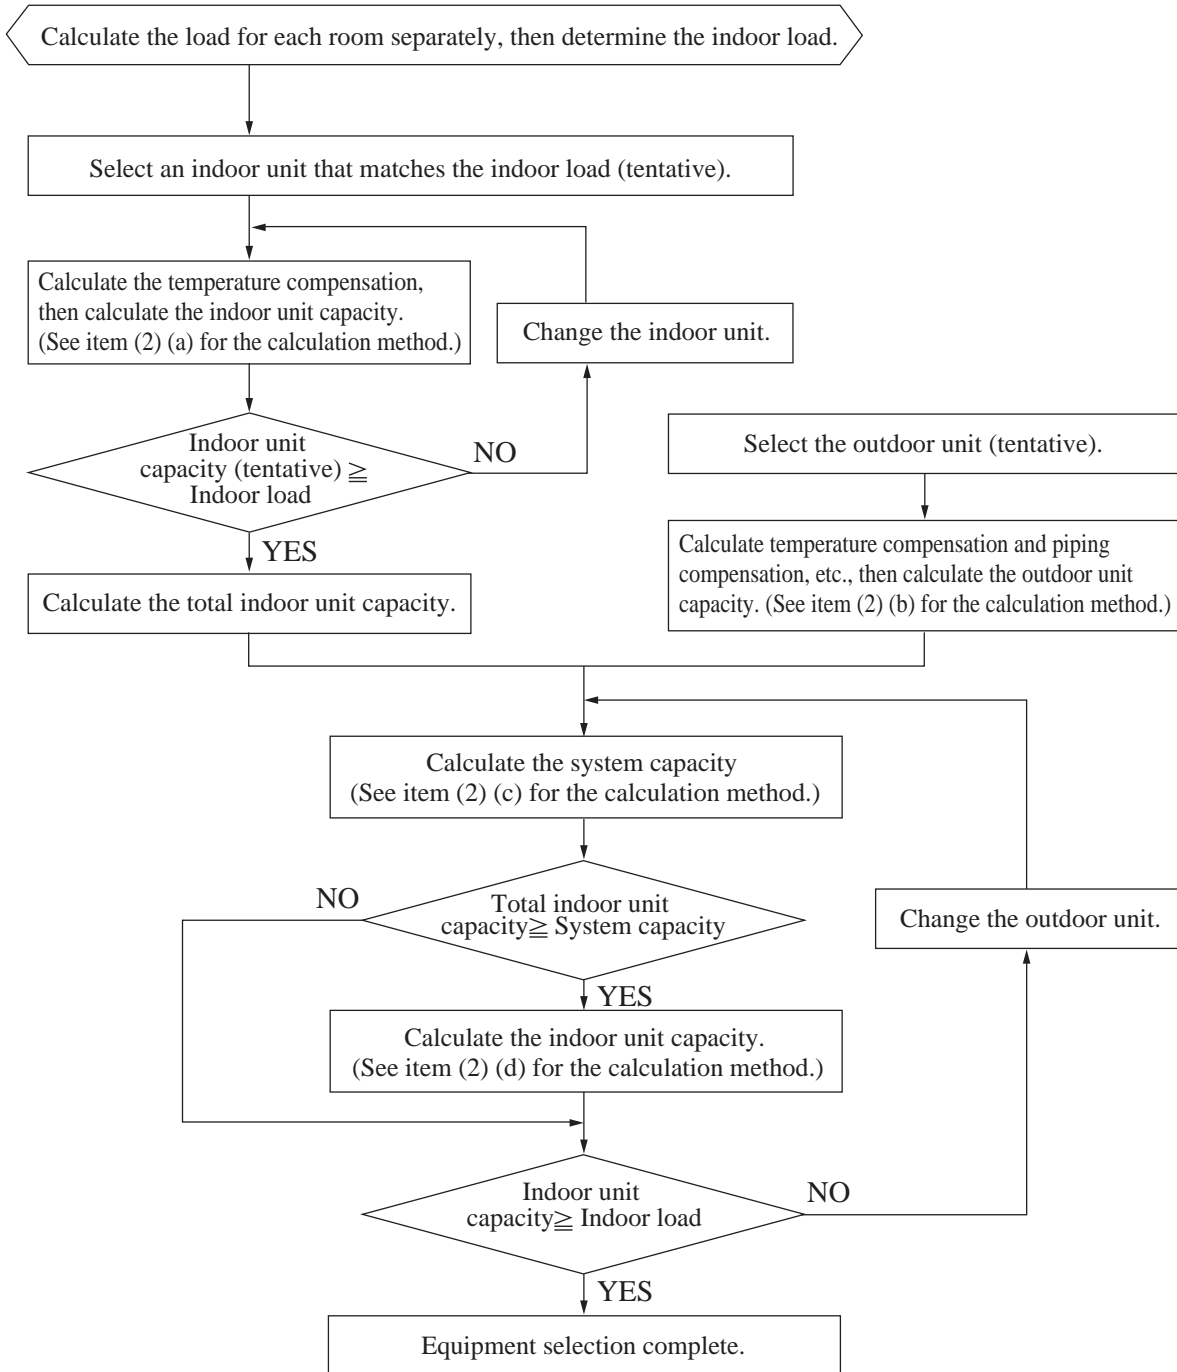 Calculate the load for each room separately, then determine the indoor load.
Select an indoor unit that matches the indoor load (tentative).
Calculate the temperature compensation,
then calculate the indoor unit capacity.
(See item (2) (a) for the calculation method.)
Change the indoor unit.
Indoor unit
capacity (tentative) ≧
Indoor load
NO
YES
Calculate the total indoor unit capacity.
Select the outdoor unit (tentative).
Calculate temperature compensation and piping
compensation, etc., then calculate the outdoor unit
capacity. (See item (2) (b) for the calculation method.)
Calculate the system capacity
(See item (2) (c) for the calculation method.)
NO
Total indoor unit
capacity≧ System capacity
Change the outdoor unit.
YES
Calculate the indoor unit capacity.
(See item (2) (d) for the calculation method.)
Indoor unit
capacity≧ Indoor load
NO
YES
Equipment selection complete.